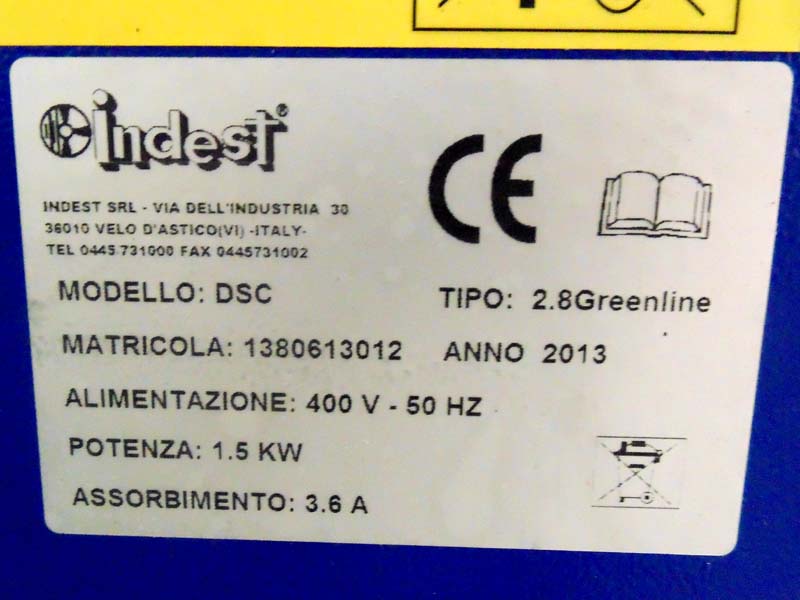 Indest®
CE
INDEST SRL - VIA DELL'INDUSTRIA 30
36010 VELO D'ASTICO(VI) -ITALY-
TEL 0445 731000 FAX 0445731002
MODELLO: DSC TIPO: 2.8Greenline
MATRICOLA: 1380613012 ANNO 2013
ALIMENTAZIONE: 400 V - 50 HZ
POTENZA: 1.5 KW
ASSORBIMENTO: 3.6 A